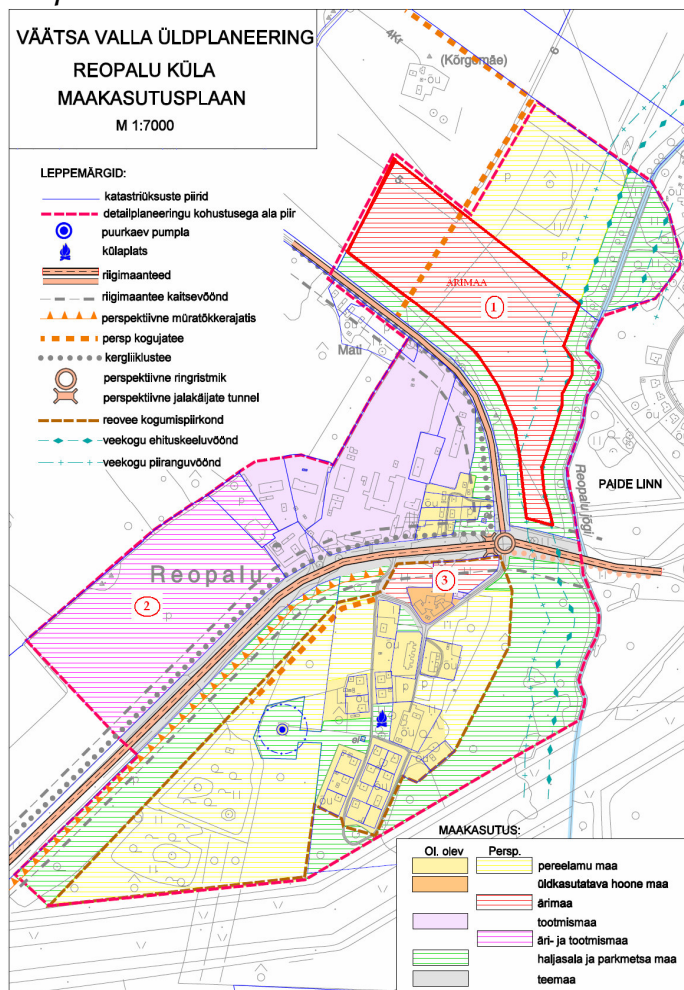 VÄÄTSA VALLA ÜLDPLANEERING
REOPALU KÜLA
MAAKASUTUSPLAAN
M 1:7000
LEPPEMÄRGID:
katastriüksuste piirid
detailplaneeringu kohustusega ala piir
puurkaev pumpla
külaplats
riigimaanteed
riigimaantee kaitsevöönd
perspektiivne müratõkkerajatis
persp kogujatee
kergliiklustee
perspektiivne ringristmik
perspektiivne jalakäijate tunnel
reovee kogumispiirkond
veekogu ehituskeeluvöönd
veekogu piiranguvöönd
4Kr
(Kõrgemäe)
6
5
ÄRIMAA
1
Mati
PAIDE LINN
Reopalu jõgi
Reopalu
2
3
MAAKASUTUS:
Ol. olev Persp.
pereelamu maa
üldkasutatava hoone maa
ärimaa
tootmismaa
äri- ja tootmismaa
haljasala ja parkmetsa maa
teemaa